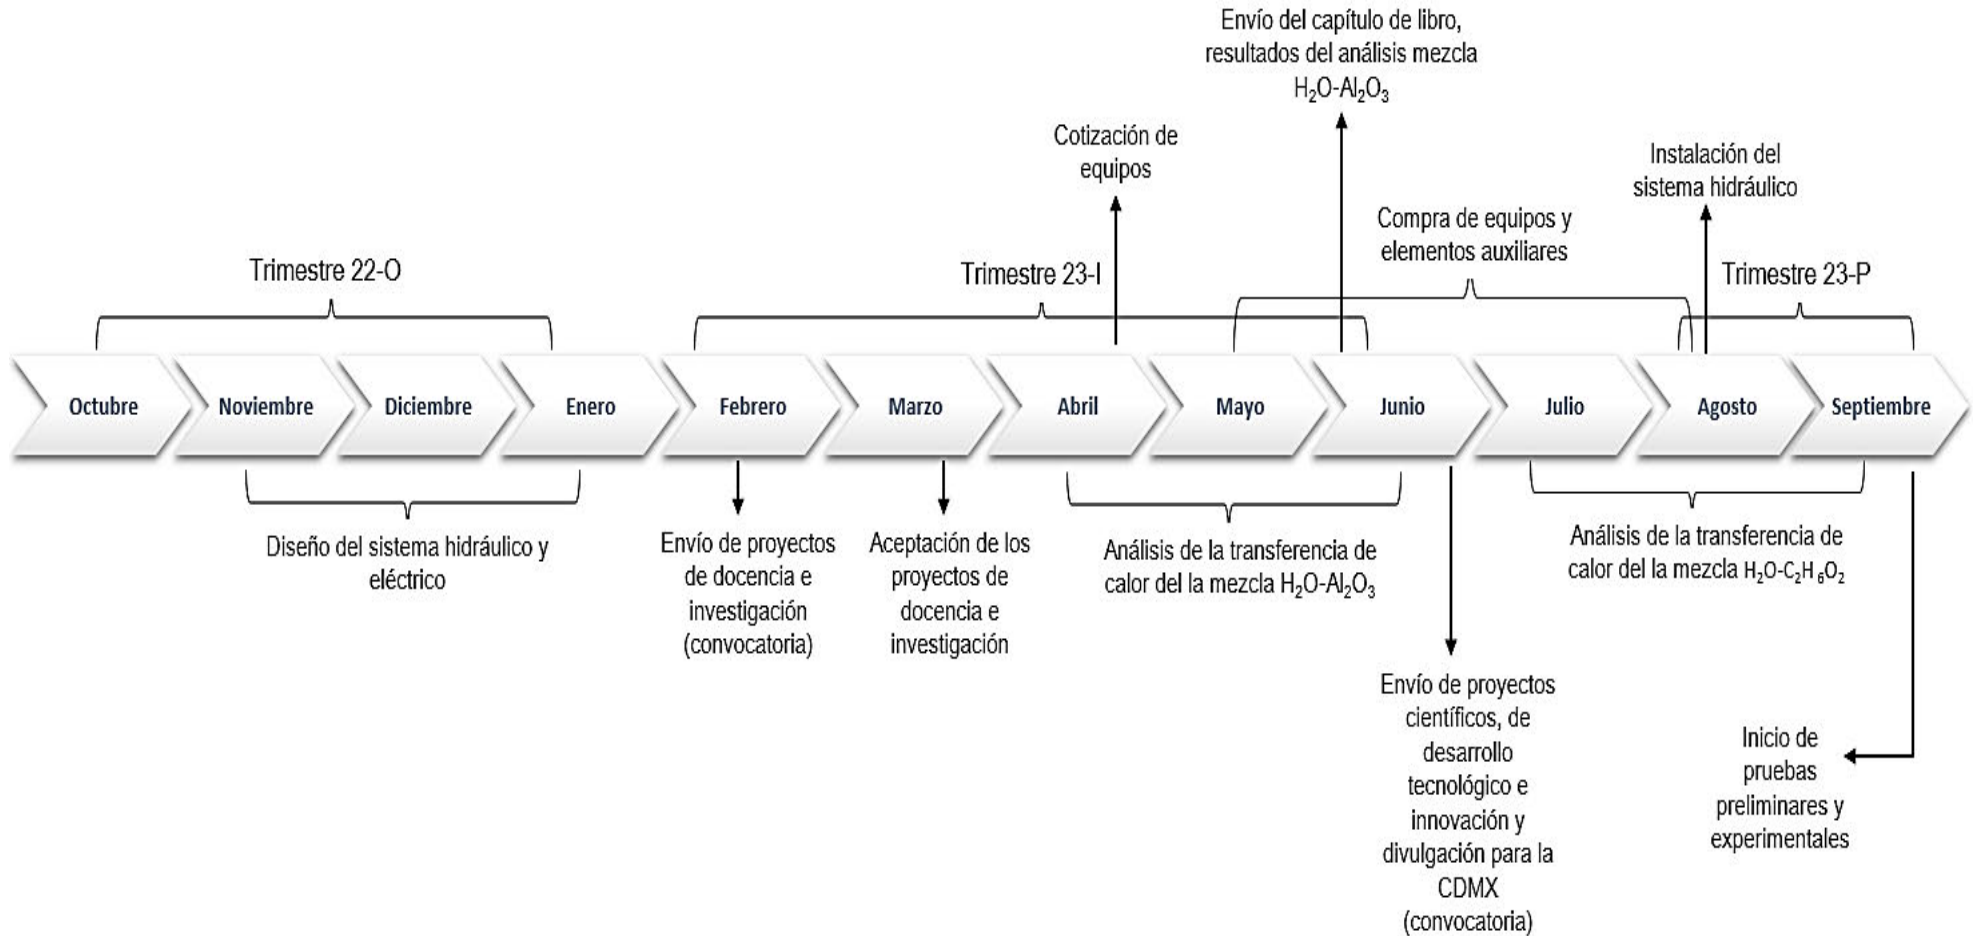 Envío del capítulo de libro,
resultados del análisis mezcla
H₂O-Al₂O₃
Cotización de
equipos
Instalación del
sistema hidráulico
Compra de equipos y
elementos auxiliares
Trimestre 22-O
Trimestre 23-I
Trimestre 23-P
Octubre
Noviembre
Diciembre
Enero
Febrero
Marzo
Abril
Mayo
Junio
Julio
Agosto
Septiembre
Diseño del sistema hidráulico y
eléctrico
Envío de proyectos
de docencia e
investigación
(convocatoria)
Aceptación de los
proyectos de
docencia e
investigación
Análisis de la transferencia de
calor del la mezcla H₂O-Al₂O₃
Análisis de la transferencia de
calor del la mezcla H₂O-C₂H₆O₂
Envío de proyectos
científicos, de
desarrollo
tecnológico e
innovación y
divulgación para la
CDMX
(convocatoria)
Inicio de
pruebas
preliminares y
experimentales